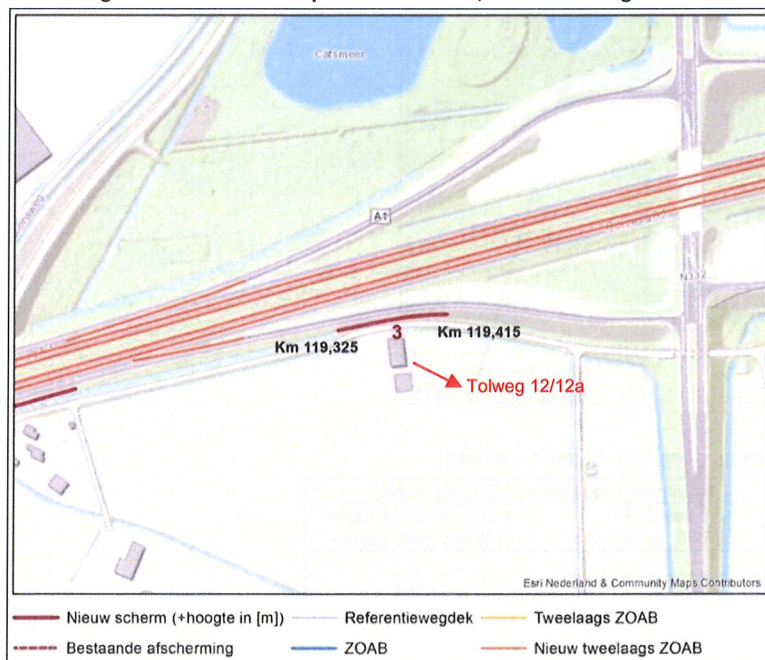 Catsmeer
A1
N332
3
Km 119,325
Km 119,415
Tolweg 12/12a
Esri Nederland & Community Maps Contributors
Nieuw scherm (+hoogte in [m])
Referentiewegdek
Tweelaags ZOAB
Bestaande afscherming
ZOAB
Nieuw tweelaags ZOAB